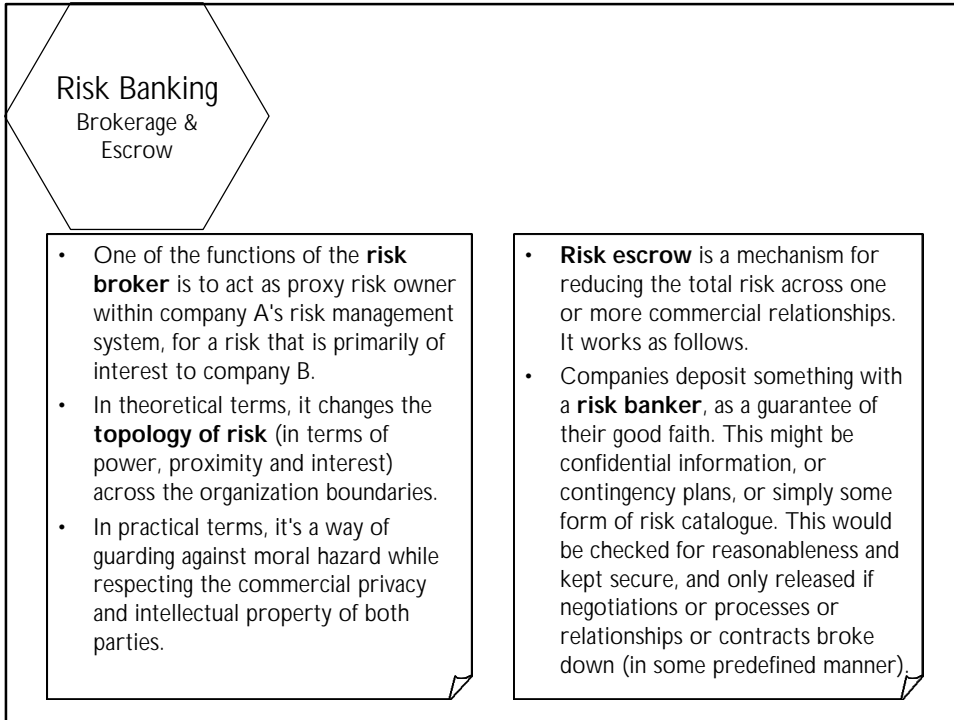 Risk Banking
Brokerage &
Escrow
• One of the functions of the risk
broker is to act as proxy risk owner
within company A's risk management
system, for a risk that is primarily of
interest to company B.
• In theoretical terms, it changes the
topology of risk (in terms of
power, proximity and interest)
across the organization boundaries.
• In practical terms, it's a way of
guarding against moral hazard while
respecting the commercial privacy
and intellectual property of both
parties.
• Risk escrow is a mechanism for
reducing the total risk across one
or more commercial relationships.
It works as follows.
• Companies deposit something with
a risk banker, as a guarantee of
their good faith. This might be
confidential information, or
contingency plans, or simply some
form of risk catalogue. This would
be checked for reasonableness and
kept secure, and only released if
negotiations or processes or
relationships or contracts broke
down (in some predefined manner).